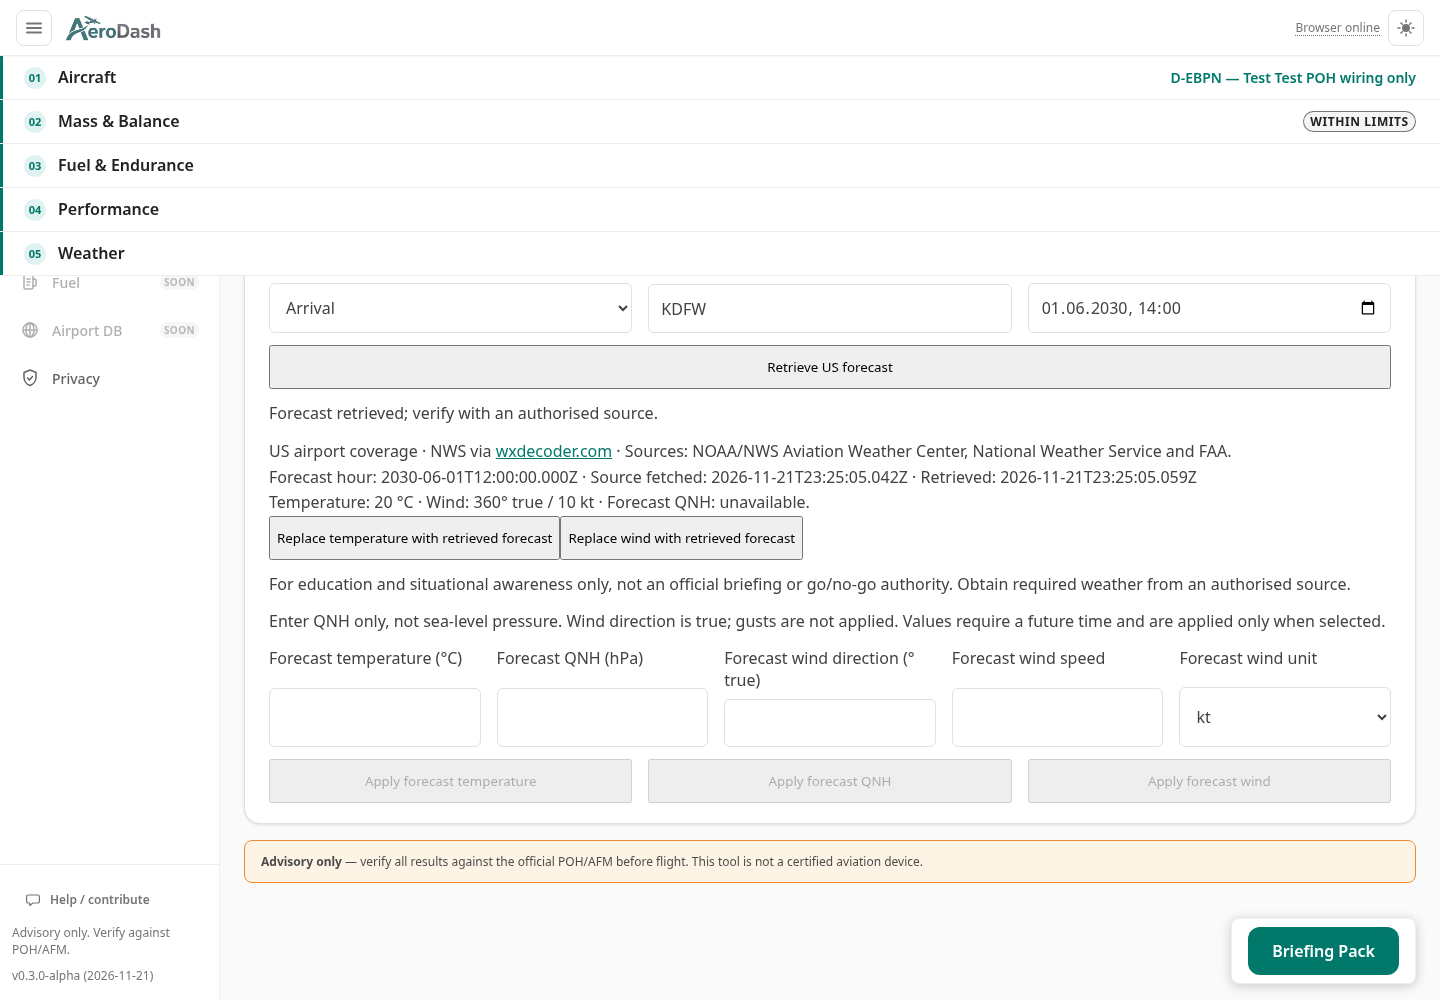 AeroDash
Browser online
01 Aircraft D-EBPN — Test Test POH wiring only
02 Mass & Balance WITHIN LIMITS
03 Fuel & Endurance
04 Performance
05 Weather
Fuel SOON
Airport DB SOON
Privacy
Arrival KDFW 01.06.2030, 14:00
Retrieve US forecast
Forecast retrieved; verify with an authorised source.
US airport coverage · NWS via wxdecoder.com · Sources: NOAA/NWS Aviation Weather Center, National Weather Service and FAA.
Forecast hour: 2030-06-01T12:00:00.000Z · Source fetched: 2026-11-21T23:25:05.042Z · Retrieved: 2026-11-21T23:25:05.059Z
Temperature: 20 °C · Wind: 360° true / 10 kt · Forecast QNH: unavailable.
Replace temperature with retrieved forecast Replace wind with retrieved forecast
For education and situational awareness only, not an official briefing or go/no-go authority. Obtain required weather from an authorised source.
Enter QNH only, not sea-level pressure. Wind direction is true; gusts are not applied. Values require a future time and are applied only when selected.
Forecast temperature (°C) Forecast QNH (hPa) Forecast wind direction (° Forecast wind speed Forecast wind unit
true)
kt
Apply forecast temperature Apply forecast QNH Apply forecast wind
Advisory only — verify all results against the official POH/AFM before flight. This tool is not a certified aviation device.
Help / contribute
Advisory only. Verify against
POH/AFM.
v0.3.0-alpha (2026-11-21)
Briefing Pack